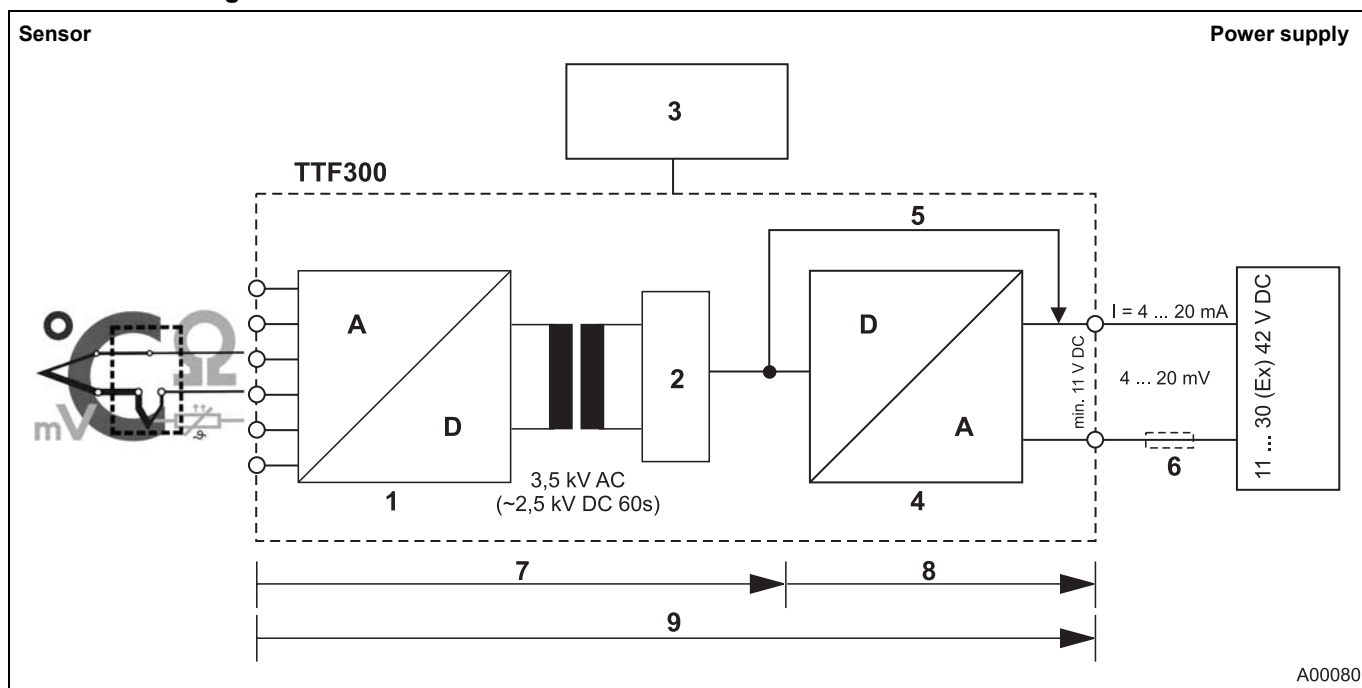 Sensor
Power supply
3
TTF300
5
A
D
1
3,5 kV AC
(~2,5 kV DC 60s)
2
D
A
4
min. 11 V DC
I = 4 ... 20 mA
4 ... 20 mV
6
11 ... 30 (Ex) 42 V DC
°C
Ω
mV
7
8
9
A00080